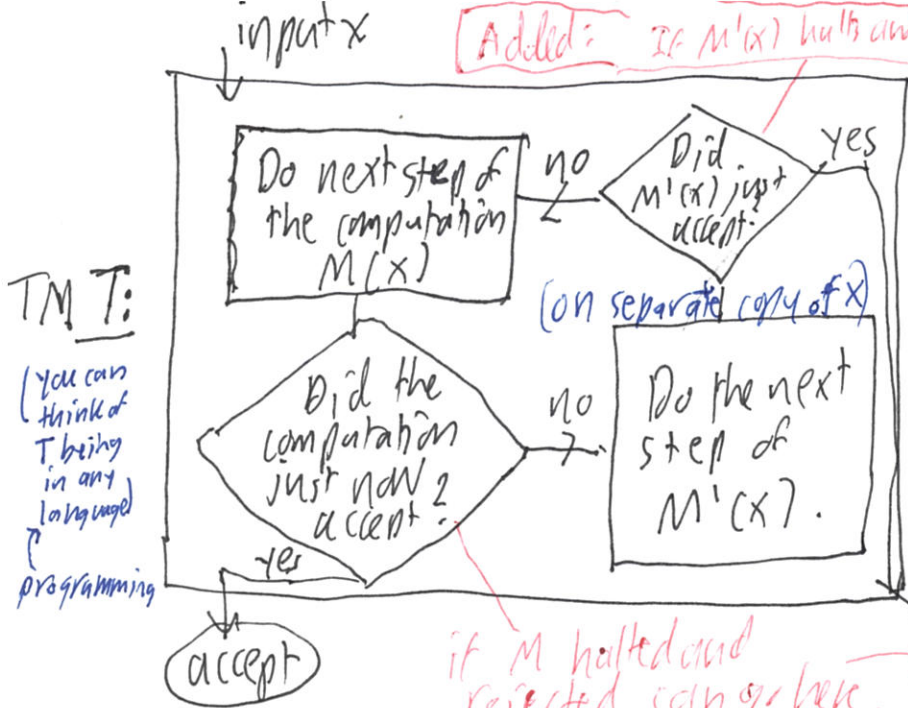 input x
Added: If M'(x) halts and
Do next step of
the computation
M(x)
no
Did
M'(x) just
accept?
yes
TM T:
(you can
think of
T being
in any
language)
programming
(on separate copy of x)
Did the
computation
just now
accept?
no
Do the next
step of
M'(x).
yes
accept
if M halted and
rejected can go here.